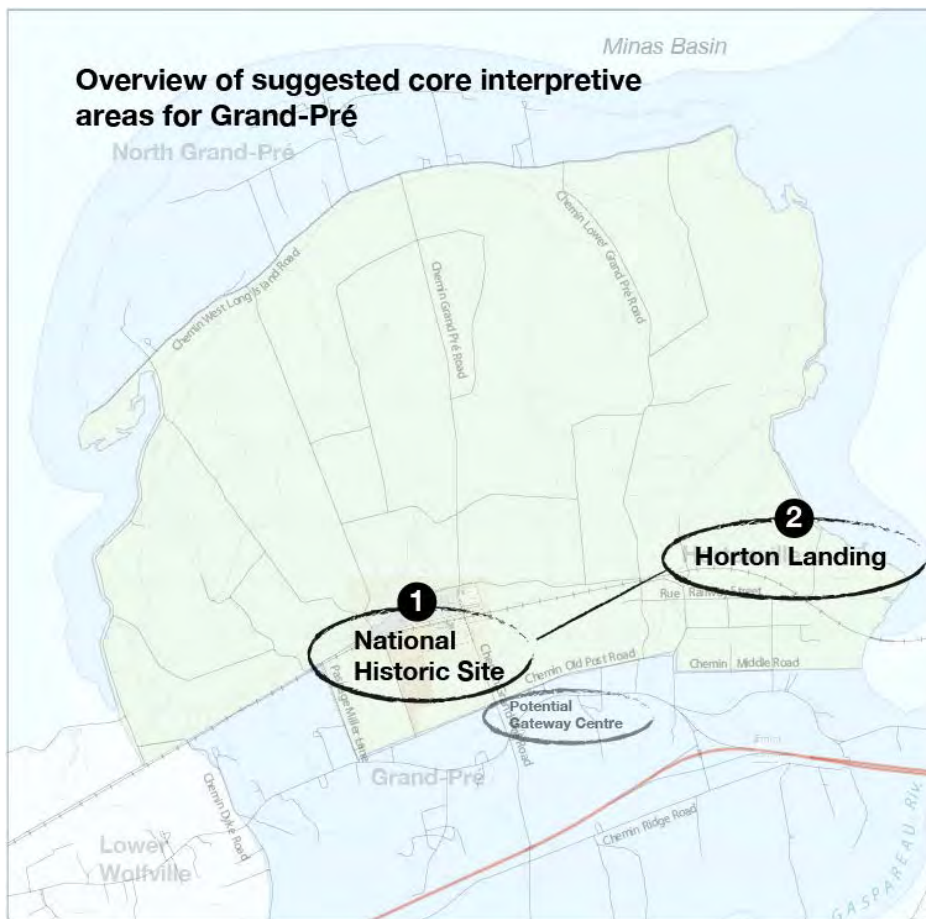 Minas Basin
Overview of suggested core interpretive
areas for Grand-Pré
North Grand-Pré
Chemin West Long Island Road
Chemin Grand Pré Road
Chemin Lower Grand Pré Road
2
Horton Landing
Rue Railway Street
1
National
Historic Site
Chemin Old Post Road
Chemin Middle Road
Potential
Gateway Centre
Patridge Miller Lane
Grand-Pré
Chemin Dyke Road
Chemin Ridge Road
Lower
Wolfville
GASPAREAU Riv.